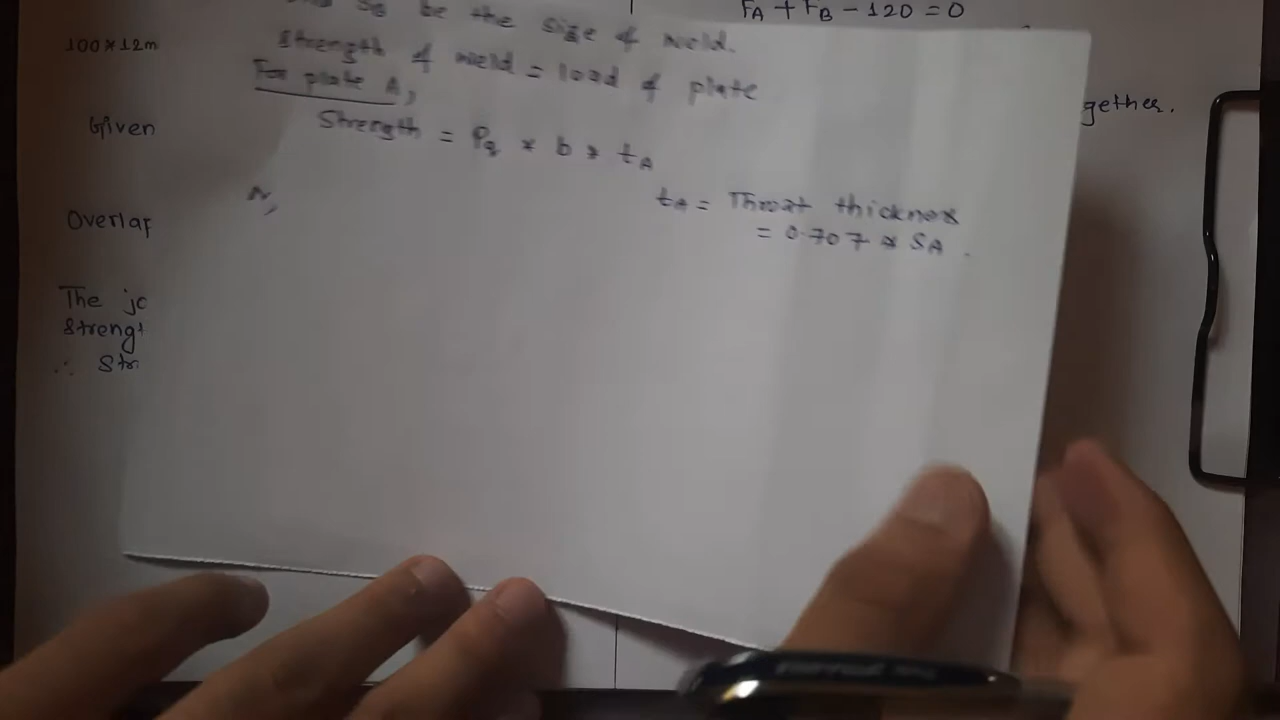 FA + FB - 120 = 0
be the size of weld.
100 * 12m
Strength of weld = load of plate
For plate A,
gether.
Given
Strength = Pq * b * tA
N,
tA = Throat thickness
Overlap
= 0.707 * SA.
The jo
Strengt
∴ Str